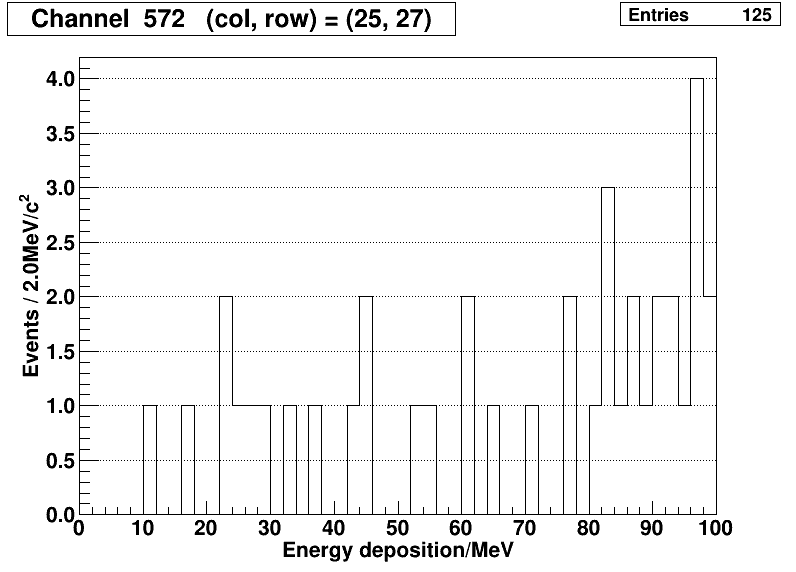 Channel 572 (col, row) = (25, 27)
Entries 125
Events / 2.0MeV/c²
4.0
3.5
3.0
2.5
2.0
1.5
1.0
0.5
0.0
0 10 20 30 40 50 60 70 80 90 100
Energy deposition/MeV